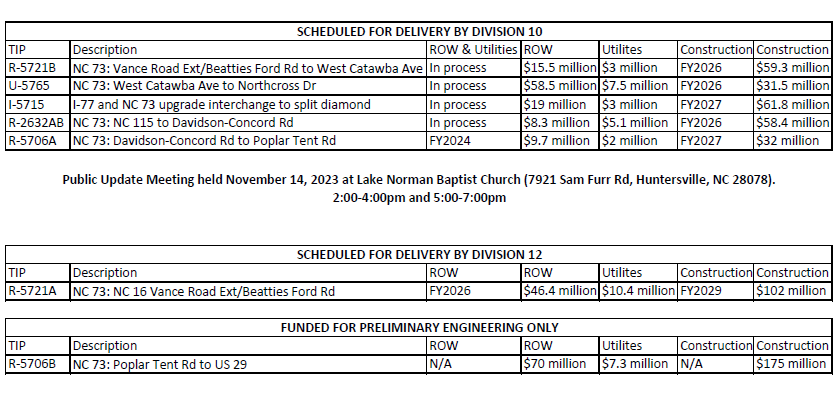 SCHEDULED FOR DELIVERY BY DIVISION 10
TIP Description ROW & Utilities ROW Utilites Construction Construction
R-5721B NC 73: Vance Road Ext/Beatties Ford Rd to West Catawba Ave In process $15.5 million $3 million FY2026 $59.3 million
U-5765 NC 73: West Catawba Ave to Northcross Dr In process $58.5 million $7.5 million FY2026 $31.5 million
I-5715 I-77 and NC 73 upgrade interchange to split diamond In process $19 million $3 million FY2027 $61.8 million
R-2632AB NC 73: NC 115 to Davidson-Concord Rd In process $8.3 million $5.1 million FY2026 $58.4 million
R-5706A NC 73: Davidson-Concord Rd to Poplar Tent Rd FY2024 $9.7 million $2 million FY2027 $32 million
Public Update Meeting held November 14, 2023 at Lake Norman Baptist Church (7921 Sam Furr Rd, Huntersville, NC 28078).
2:00-4:00pm and 5:00-7:00pm
SCHEDULED FOR DELIVERY BY DIVISION 12
TIP Description ROW ROW Utilites Construction Construction
R-5721A NC 73: NC 16 Vance Road Ext/Beatties Ford Rd FY2026 $46.4 million $10.4 million FY2029 $102 million
FUNDED FOR PRELIMINARY ENGINEERING ONLY
TIP Description ROW ROW Utilites Construction Construction
R-5706B NC 73: Poplar Tent Rd to US 29 N/A $70 million $7.3 million N/A $175 million